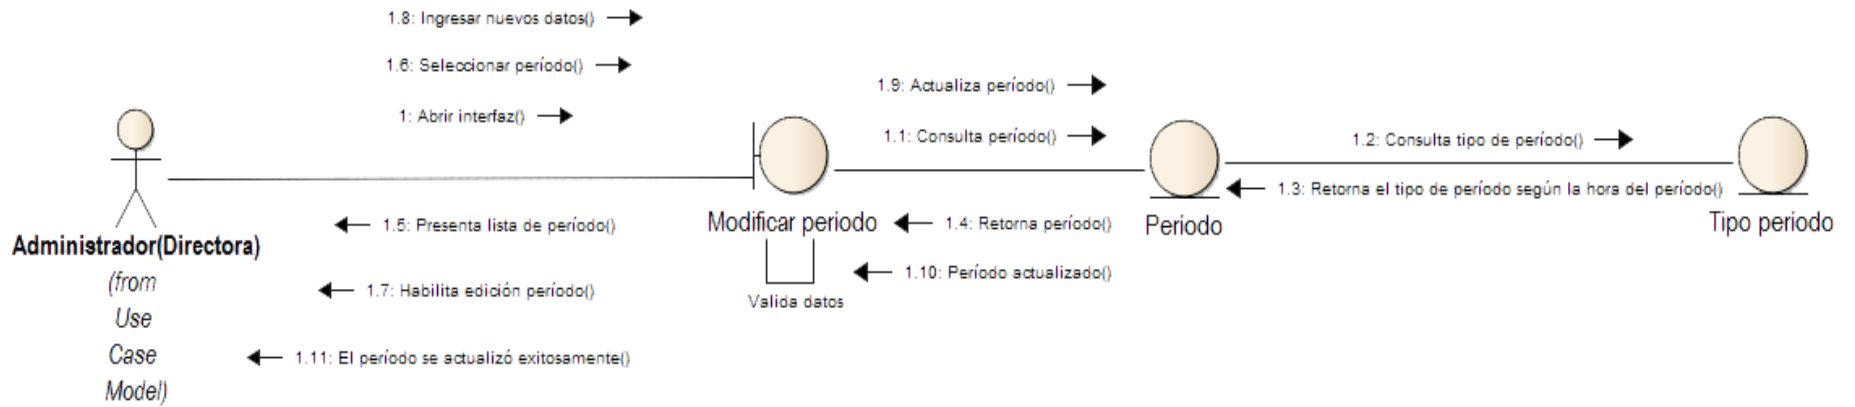 1.8: Ingresar nuevos datos()
1.6: Seleccionar período()
1.9: Actualiza período()
1: Abrir interfaz()
1.1: Consulta período()
1.2: Consulta tipo de período()
1.3: Retorna el tipo de período según la hora del período()
1.5: Presenta lista de período()
Modificar periodo
1.4: Retorna período()
Periodo
Tipo periodo
Administrador(Directora)
(from
Use
Case
Model)
1.10: Período actualizado()
1.7: Habilita edición período()
Valida datos
1.11: El período se actualizó exitosamente()